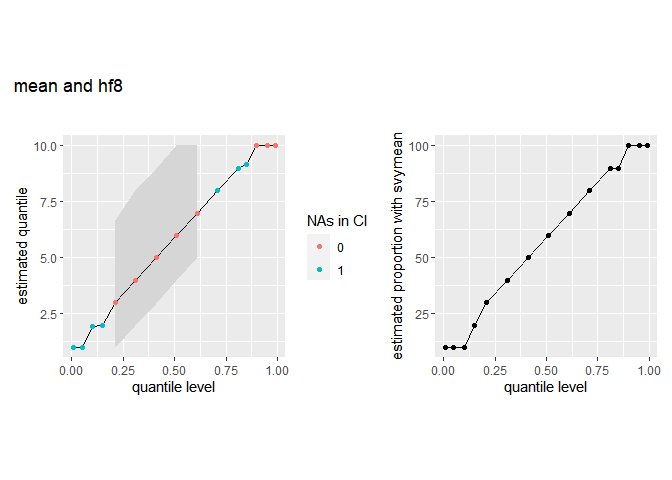 mean and hf8
estimated quantile
10.0
7.5
5.0
2.5
0.00 0.25 0.50 0.75 1.00
quantile level
NAs in CI
0
1
estimated proportion with svymean
100
75
50
25
0.00 0.25 0.50 0.75 1.00
quantile level